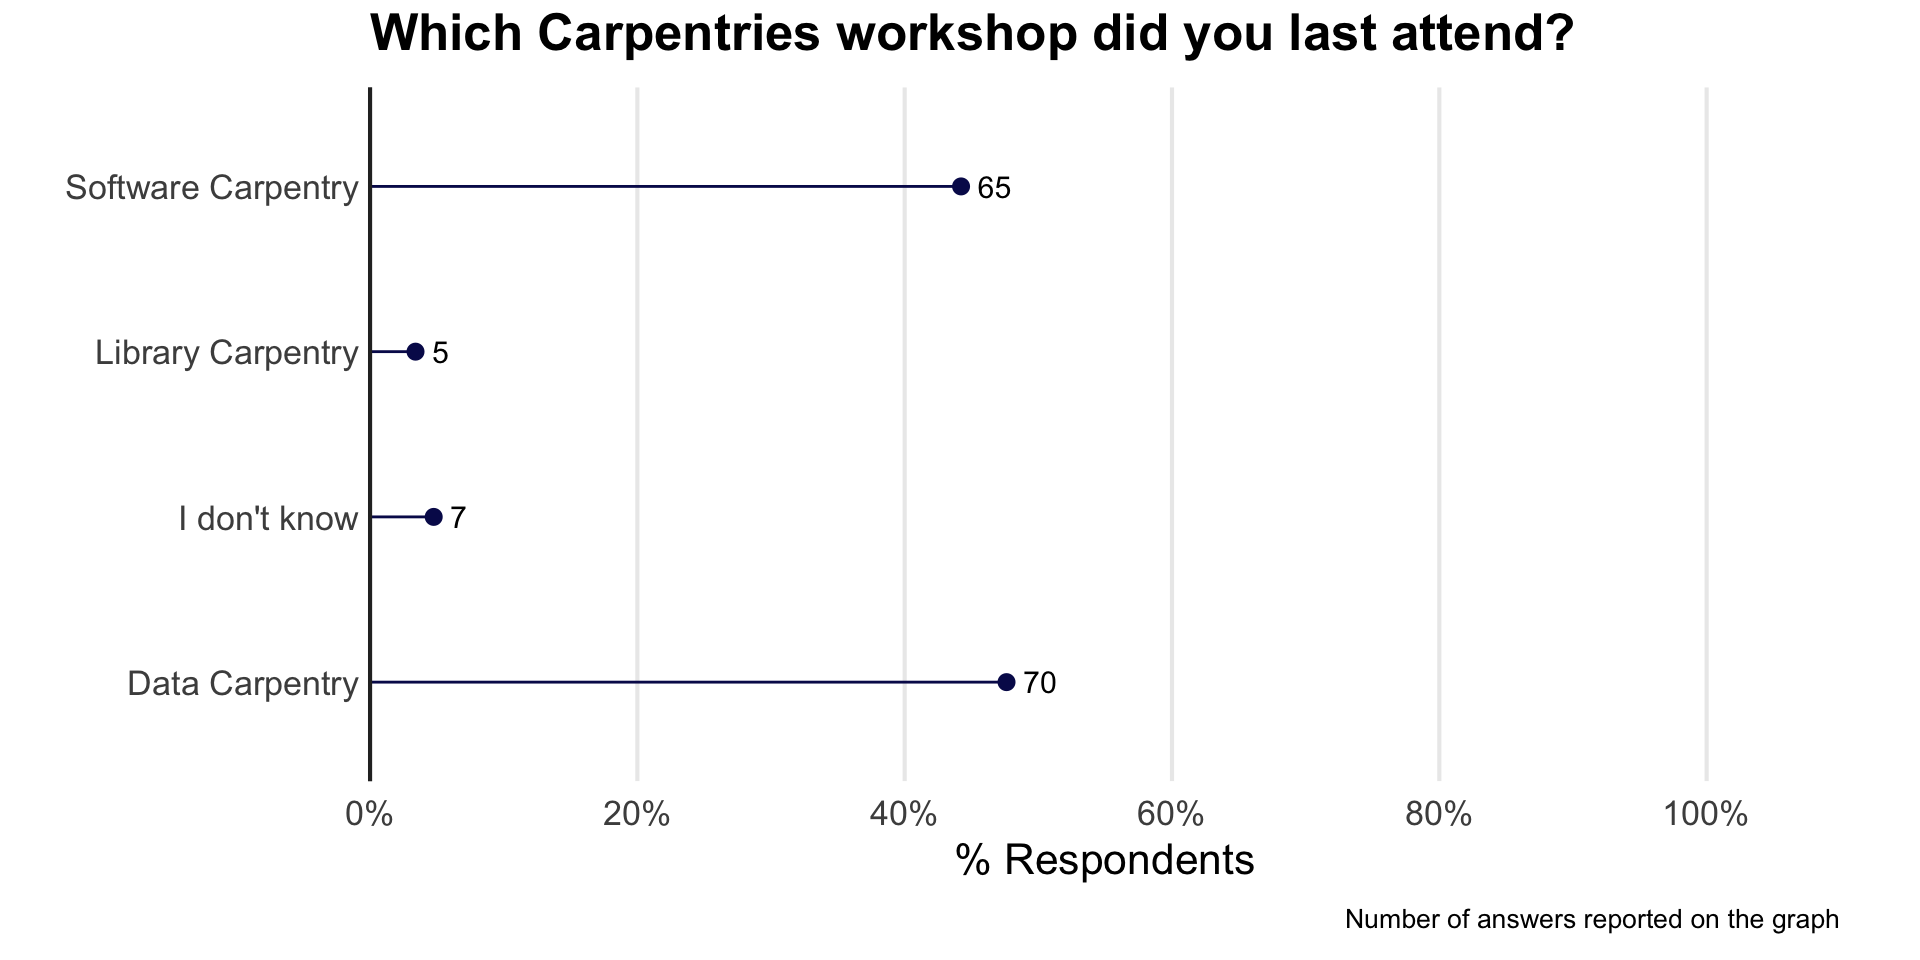 Which Carpentries workshop did you last attend?
Software Carpentry 65
Library Carpentry 5
I don't know 7
Data Carpentry 70
0% 20% 40% 60% 80% 100%
% Respondents
Number of answers reported on the graph